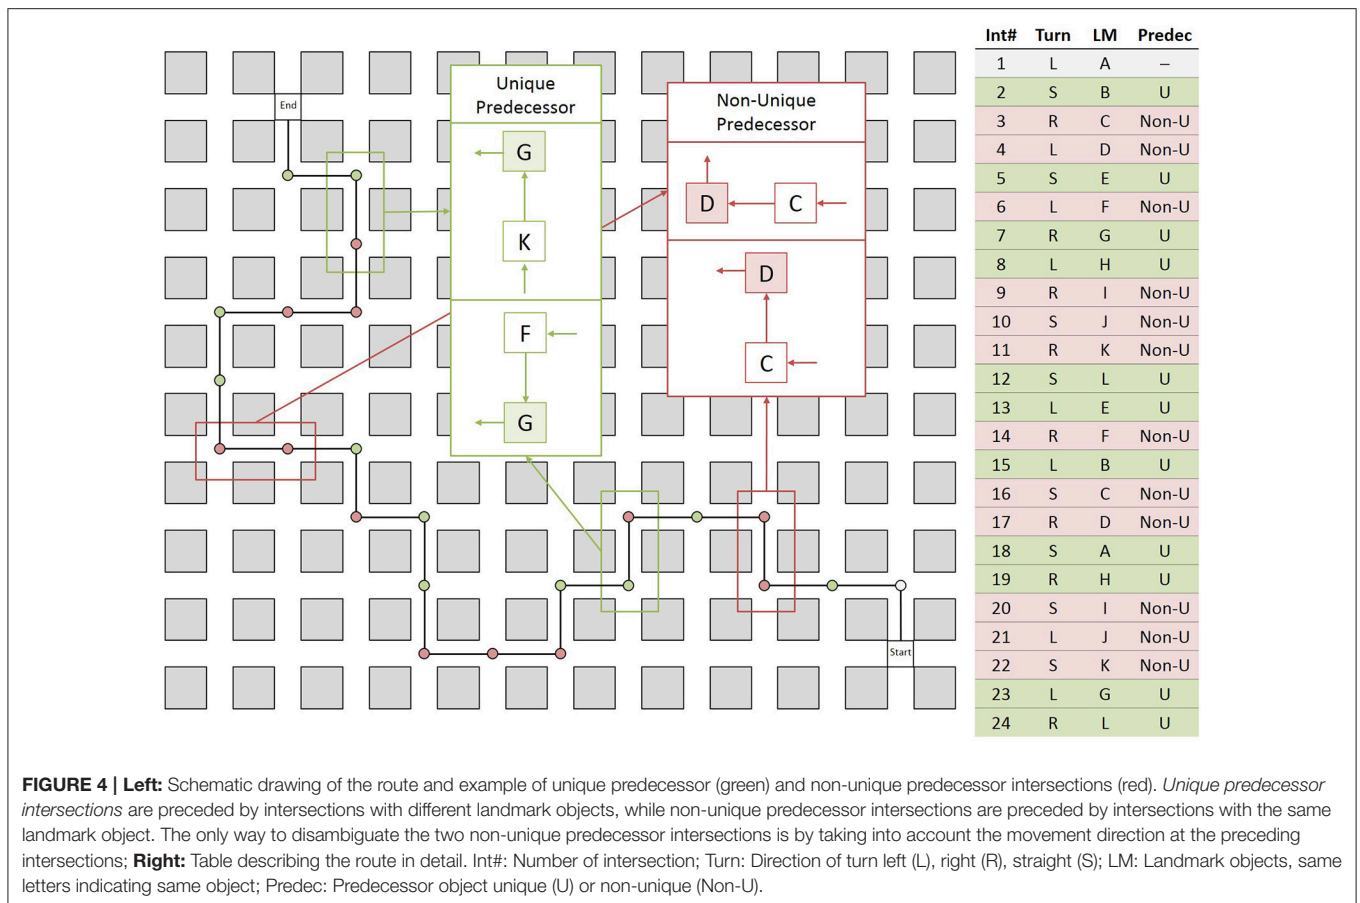 End
Unique
Predecessor
G
K
F
G
Non-Unique
Predecessor
D C
D
C
Start
Int# Turn LM Predec
1 L A –
2 S B U
3 R C Non-U
4 L D Non-U
5 S E U
6 L F Non-U
7 R G U
8 L H U
9 R I Non-U
10 S J Non-U
11 R K Non-U
12 S L U
13 L E U
14 R F Non-U
15 L B U
16 S C Non-U
17 R D Non-U
18 S A U
19 R H U
20 S I Non-U
21 L J Non-U
22 S K Non-U
23 L G U
24 R L U
FIGURE 4 | Left: Schematic drawing of the route and example of unique predecessor (green) and non-unique predecessor intersections (red). Unique predecessor
intersections are preceded by intersections with different landmark objects, while non-unique predecessor intersections are preceded by intersections with the same
landmark object. The only way to disambiguate the two non-unique predecessor intersections is by taking into account the movement direction at the preceding
intersections; Right: Table describing the route in detail. Int#: Number of intersection; Turn: Direction of turn left (L), right (R), straight (S); LM: Landmark objects, same
letters indicating same object; Predec: Predecessor object unique (U) or non-unique (Non-U).